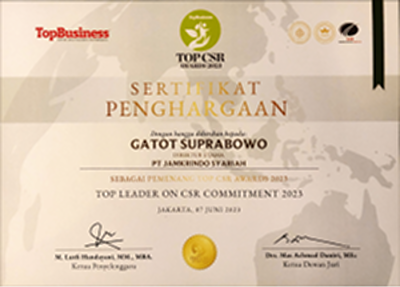 TopBusiness
TopBusiness
TOP CSR
AWARDS 2023
SERTIFIKAT
PENGHARGAAN
Dengan bangga diberikan kepada:
GATOT SUPRABOWO
DIREKTUR UTAMA
PT JAMKRINDO SYARIAH
SEBAGAI PEMENANG TOP CSR AWARDS 2023
TOP LEADER ON CSR COMMITMENT 2023
JAKARTA, 07 JUNI 2023
M. Lutfi Handayani, MM., MBA.
Ketua Penyelenggara
Drs. Mas Achmad Daniri, MEc
Ketua Dewan Juri